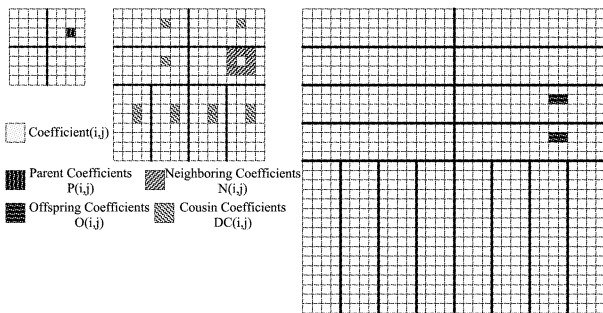 Coefficient(i,j)
Parent Coefficients
P(i,j)
Neighboring Coefficients
N(i,j)
Offspring Coefficients
O(i,j)
Cousin Coefficients
DC(i,j)